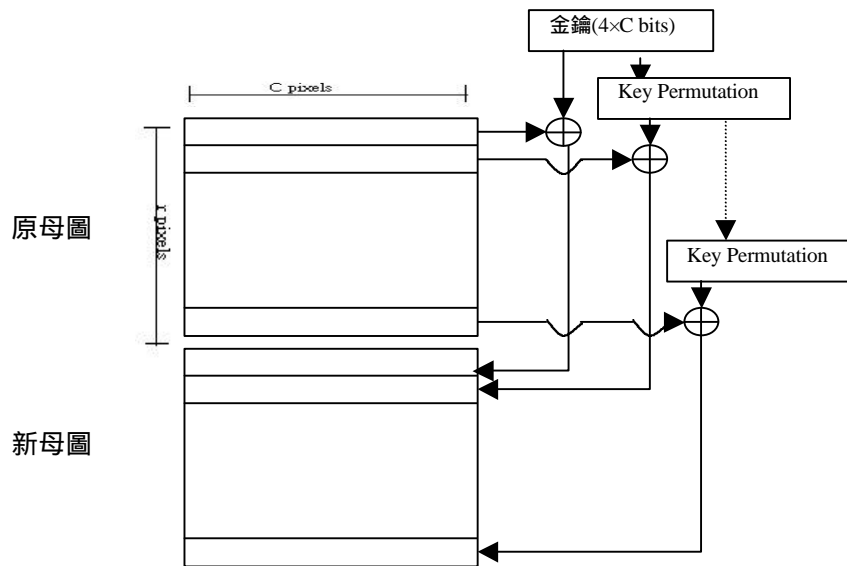 金鑰(4×C bits)
C pixels
Key Permutation
r pixels
原母圖
Key Permutation
新母圖